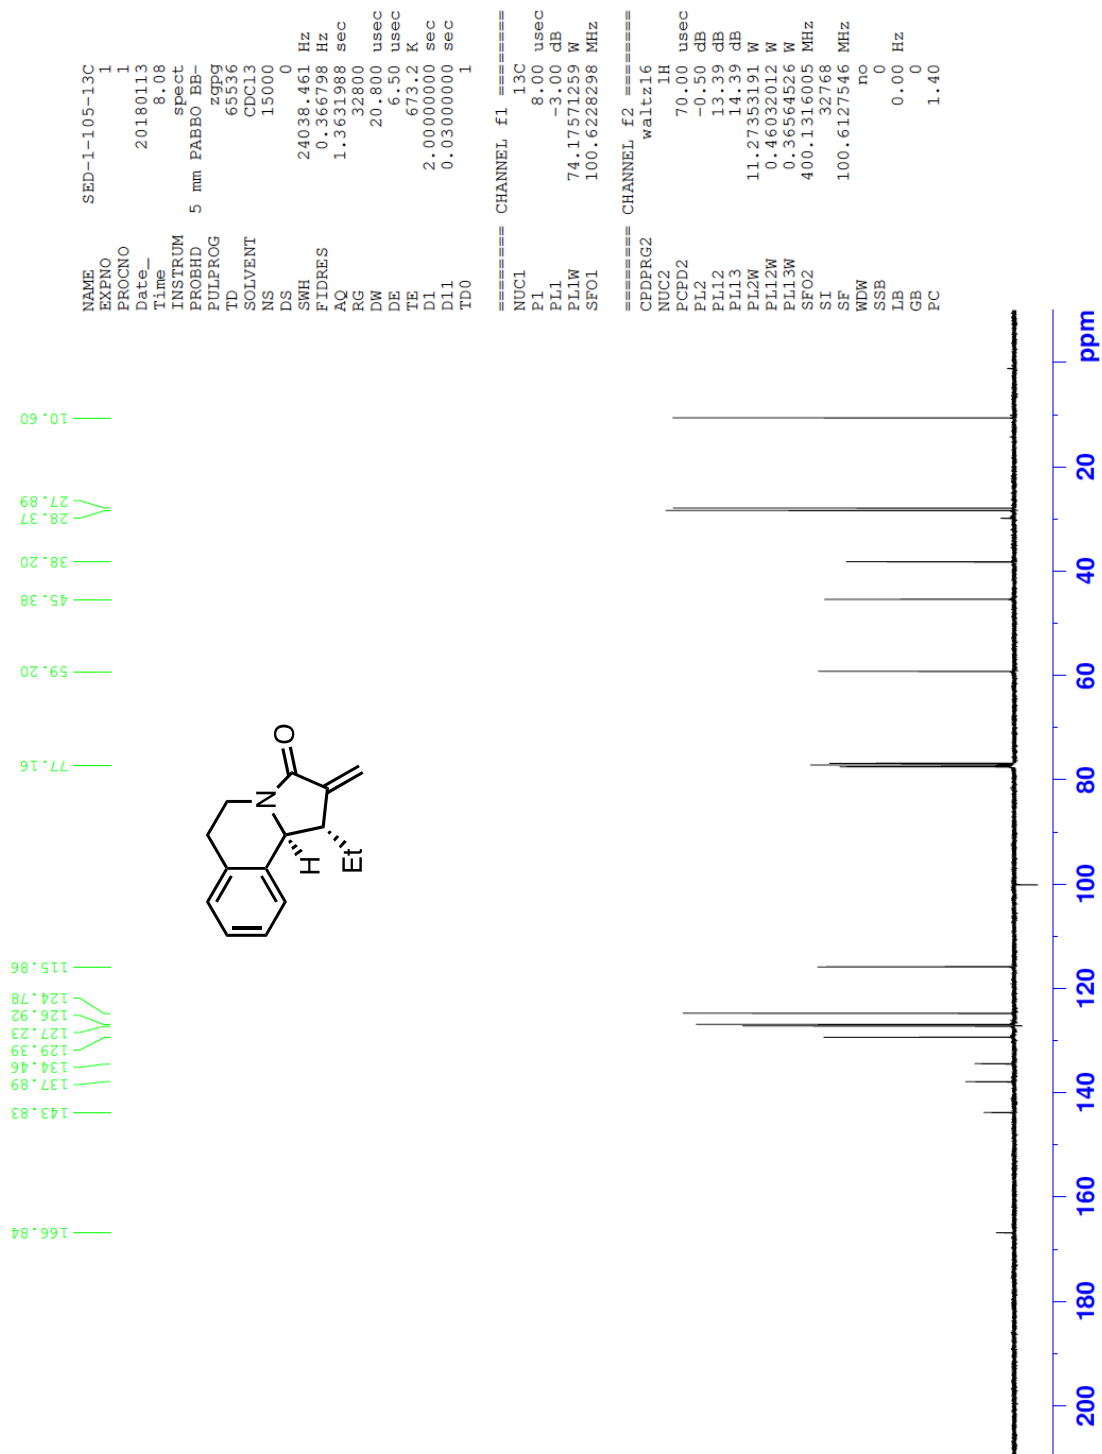 NAME SED-1-105-13C
EXPNO 1
PROCNO 1
Date_ 20180113
Time 8.08
INSTRUM spect
PROBHD 5 mm PABBO BB-
PULPROG zgpg
TD 65536
SOLVENT CDCl3
NS 15000
DS 0
SWH 24038.461 Hz
FIDRES 0.366798 Hz
AQ 1.3631988 sec
RG 32800
DW 20.800 usec
DE 6.50 usec
TE 673.2 K
D1 2.00000000 sec
D11 0.03000000 sec
TD0 1
======== CHANNEL f1 ========
NUC1 13C
P1 8.00 usec
PL1 -3.00 dB
PL1W 74.17571259 W
SFO1 100.6228298 MHz
======== CHANNEL f2 ========
CPDPRG2 waltz16
NUC2 1H
PCPD2 70.00 usec
PL2 -0.50 dB
PL12 13.39 dB
PL13 14.39 dB
PL2W 11.27353191 W
PL12W 0.46032012 W
PL13W 0.36564526 W
SFO2 400.1316005 MHz
SI 32768
SF 100.6127546 MHz
WDW no
SSB 0
LB 0.00 Hz
GB 0
PC 1.40
166.84
143.83
137.89
134.46
129.39
127.23
126.92
124.78
115.86
77.16
59.20
45.38
38.20
28.37
27.89
10.60
O
N
H
Et
200 180 160 140 120 100 80 60 40 20 ppm